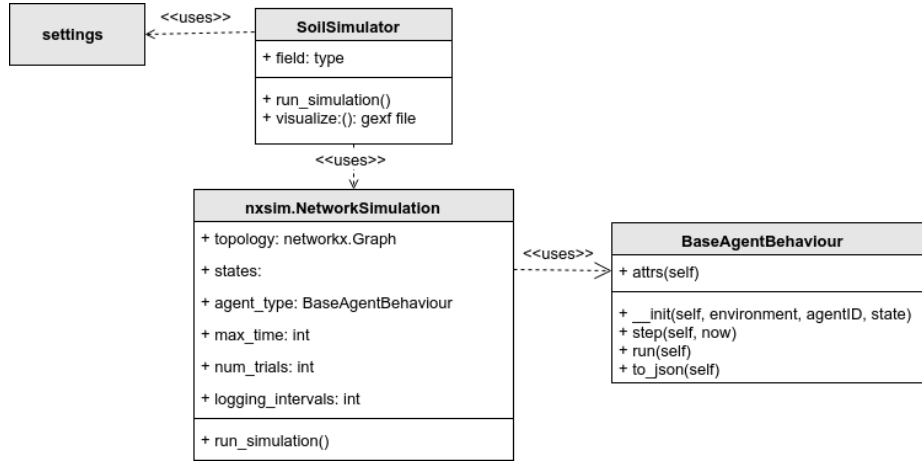 <<uses>>
settings
SoilSimulator
+ field: type
+ run_simulation()
+ visualize:(): gexf file
<<uses>>
nxsim.NetworkSimulation
+ topology: networkx.Graph
+ states:
+ agent_type: BaseAgentBehaviour
+ max_time: int
+ num_trials: int
+ logging_intervals: int
+ run_simulation()
<<uses>>
BaseAgentBehaviour
+ attrs(self)
+ __init(self, environment, agentID, state)
+ step(self, now)
+ run(self)
+ to_json(self)